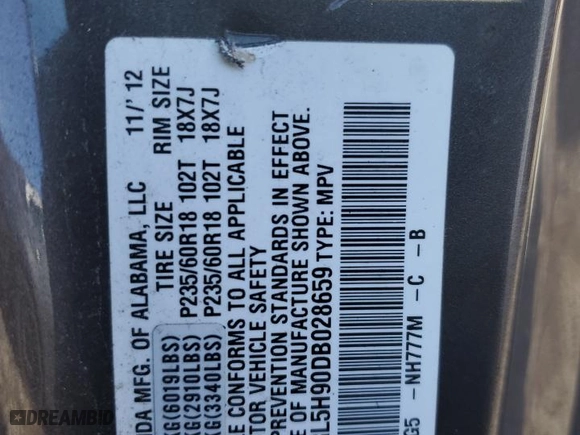 DA MFG. OF ALABAMA, LLC 11/'12
TIRE SIZE RIM SIZE
KG(6019LBS)
KG(2910LBS) P235/60R18 102T 18X7J
KG(3340LBS) P235/60R18 102T 18X7J
E CONFORMS TO ALL APPLICABLE
OTOR VEHICLE SAFETY
PREVENTION STANDARDS IN EFFECT
E OF MANUFACTURE SHOWN ABOVE.
L5H90DB028659 TYPE: MPV
G5 -NH777M -C -B
DREAMBID